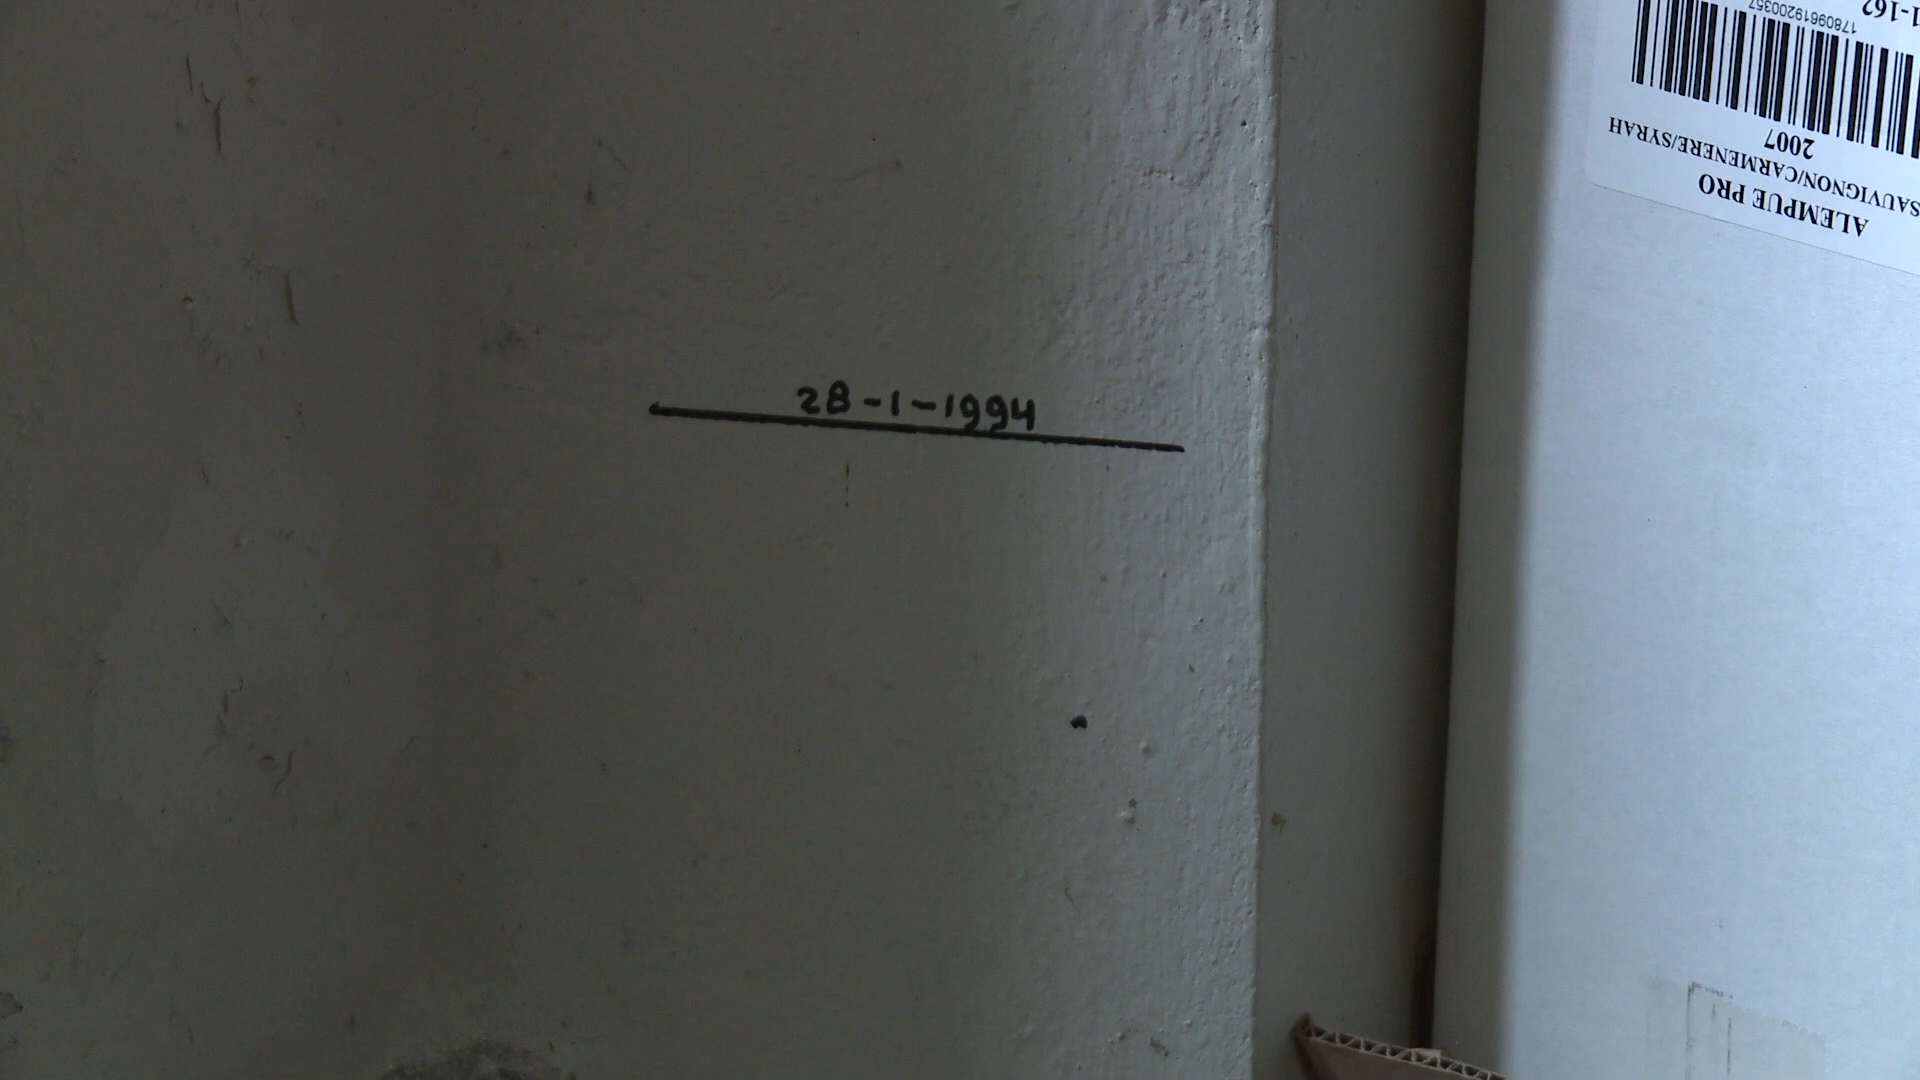 28-1-1994
ALEMPUE PRO
SAUVIGNON/CARMENERE/SYRAH
2007
17809619200357
1-162